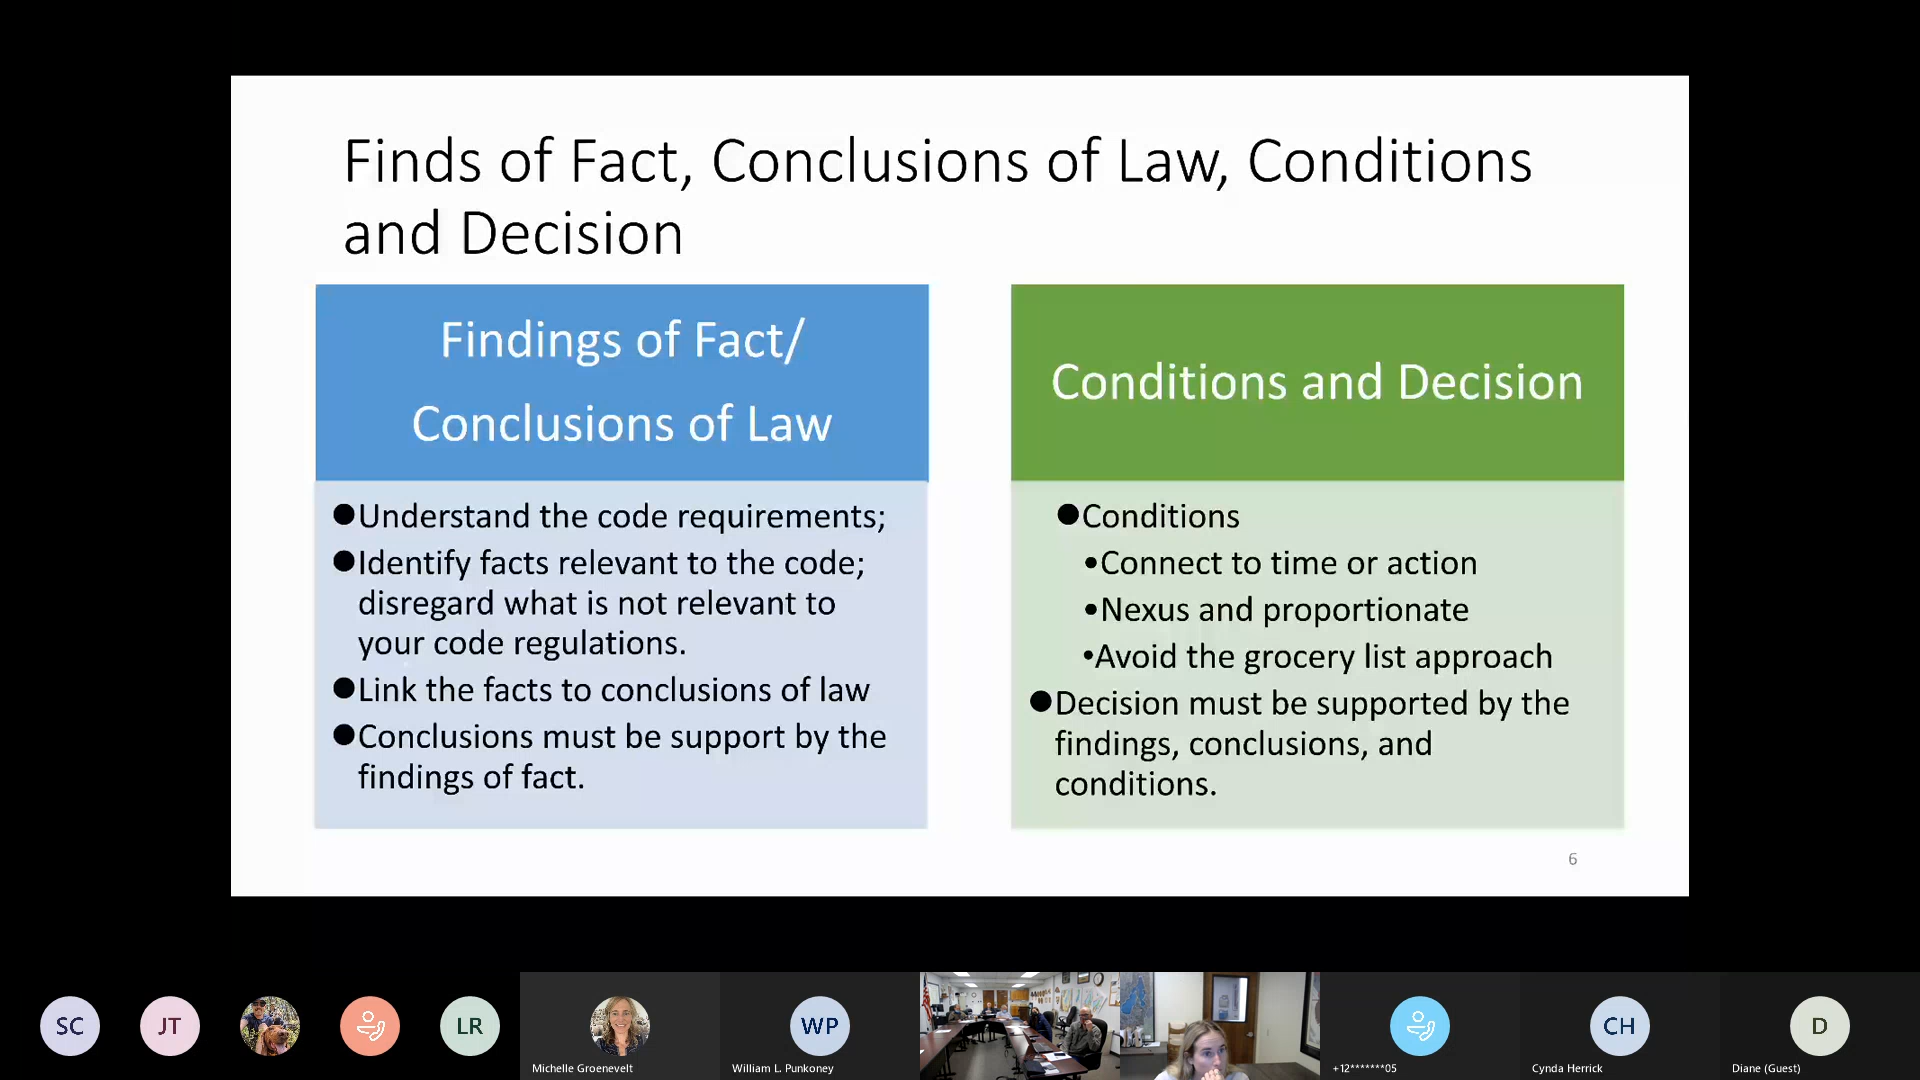 Finds of Fact, Conclusions of Law, Conditions
and Decision
Findings of Fact/
Conclusions of Law
●Understand the code requirements;
●Identify facts relevant to the code;
disregard what is not relevant to
your code regulations.
●Link the facts to conclusions of law
●Conclusions must be support by the
findings of fact.
Conditions and Decision
●Conditions
•Connect to time or action
•Nexus and proportionate
•Avoid the grocery list approach
●Decision must be supported by the
findings, conclusions, and
conditions.
6
SC
JT
LR
Michelle Groenevelt
WP
William L. Punkoney
+12*******05
CH
Cynda Herrick
D
Diane (Guest)